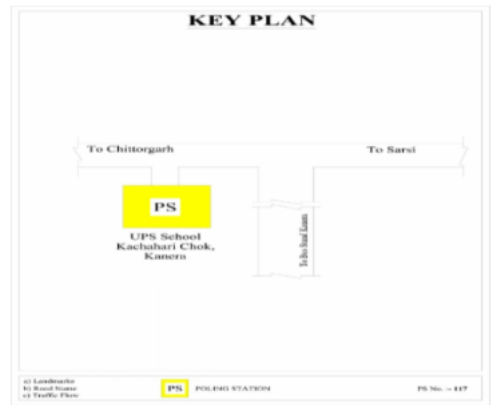 KEY PLAN
To Chittorgarh
To Sarsi
PS
UPS School
Kachahari Chok,
Kanera
To Bus Stand Kanera
a) Landmarks
b) Road Name
c) Traffic Flow
PS
POLING STATION
PS No. :- 117